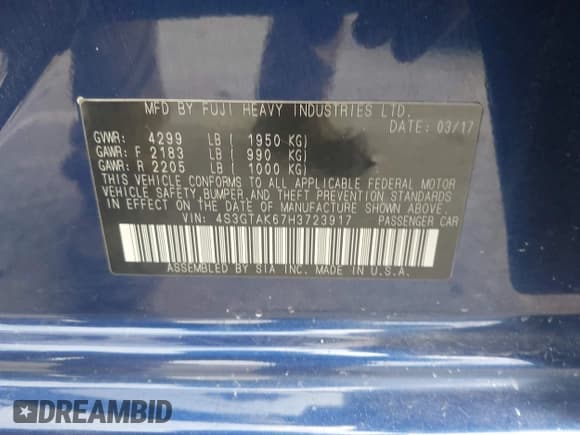 MFD BY FUJI HEAVY INDUSTRIES LTD.
DATE: 03/17
GVWR: 4299 LB ( 1950 KG)
GAWR: F 2183 LB ( 990 KG)
GAWR: R 2205 LB ( 1000 KG)
THIS VEHICLE CONFORMS TO ALL APPLICABLE FEDERAL MOTOR
VEHICLE SAFETY, BUMPER AND THEFT PREVENTION STANDARDS
IN EFFECT ON THE DATE OF MANUFACTURE SHOWN ABOVE.
VIN: 4S3GTAK67H3723917 PASSENGER CAR
ASSEMBLED BY SIA INC. MADE IN U.S.A.
DREAMBID